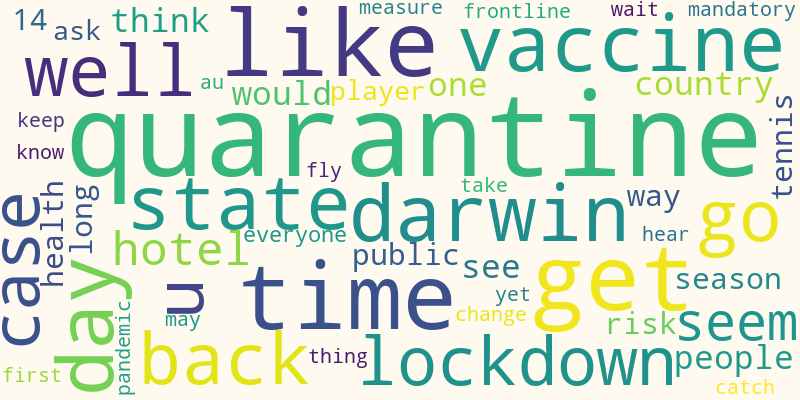 14
ask
think
measure
frontline
wait
mandatory
like
vaccine
well
au
would
player
one
country
keep
know
quarantine
tennis
fly
take
case
health
long
state
darwin
way
go
hotel
everyone
public
see
hear
day
u
time
get
season
yet
may
pandemic
change
risk
seem
back
thing
lockdown
people
first
catch